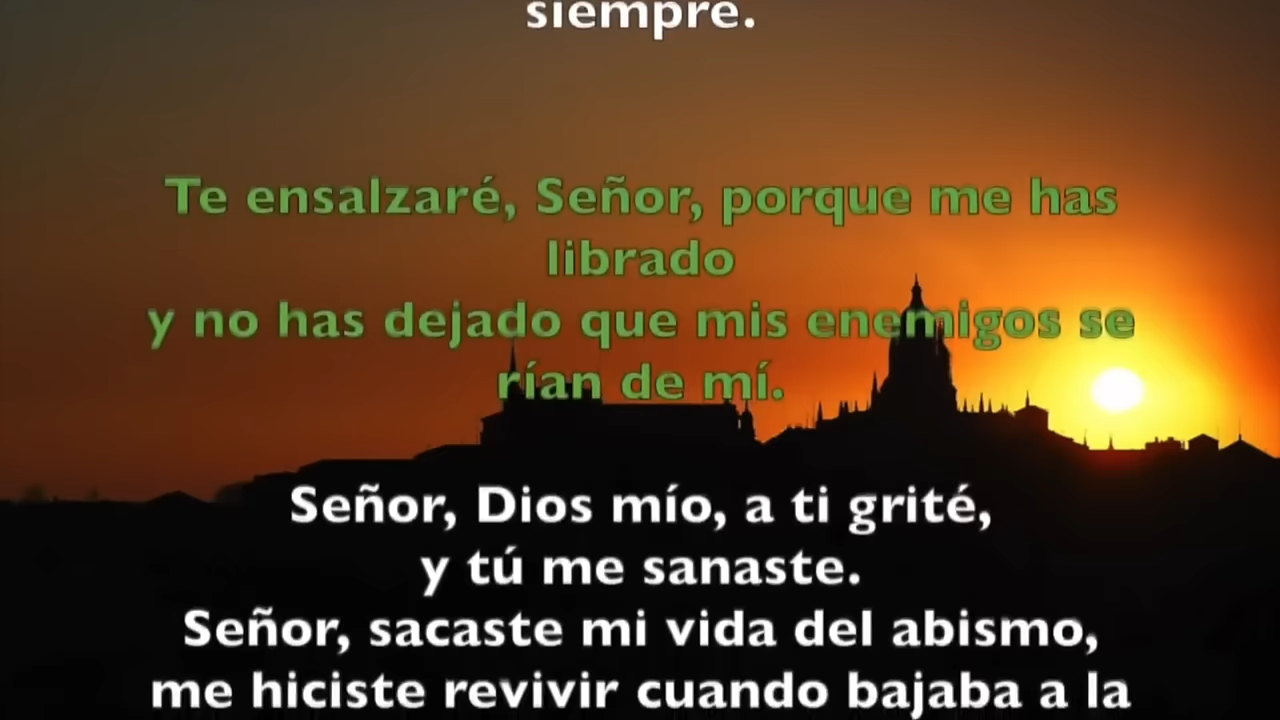 siempre.
Te ensalzaré, Señor, porque me has
librado
y no has dejado que mis enemigos se
rían de mí.
Señor, Dios mío, a ti grité,
y tú me sanaste.
Señor, sacaste mi vida del abismo,
me hiciste revivir cuando bajaba a la